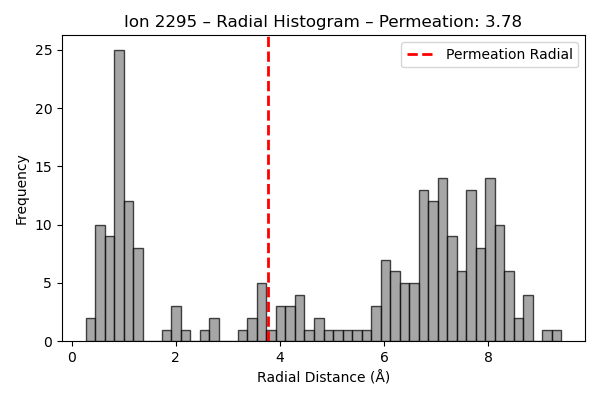 Ion 2295 – Radial Histogram – Permeation: 3.78
Permeation Radial
Frequency
25
20
15
10
5
0
0 2 4 6 8
Radial Distance (Å)